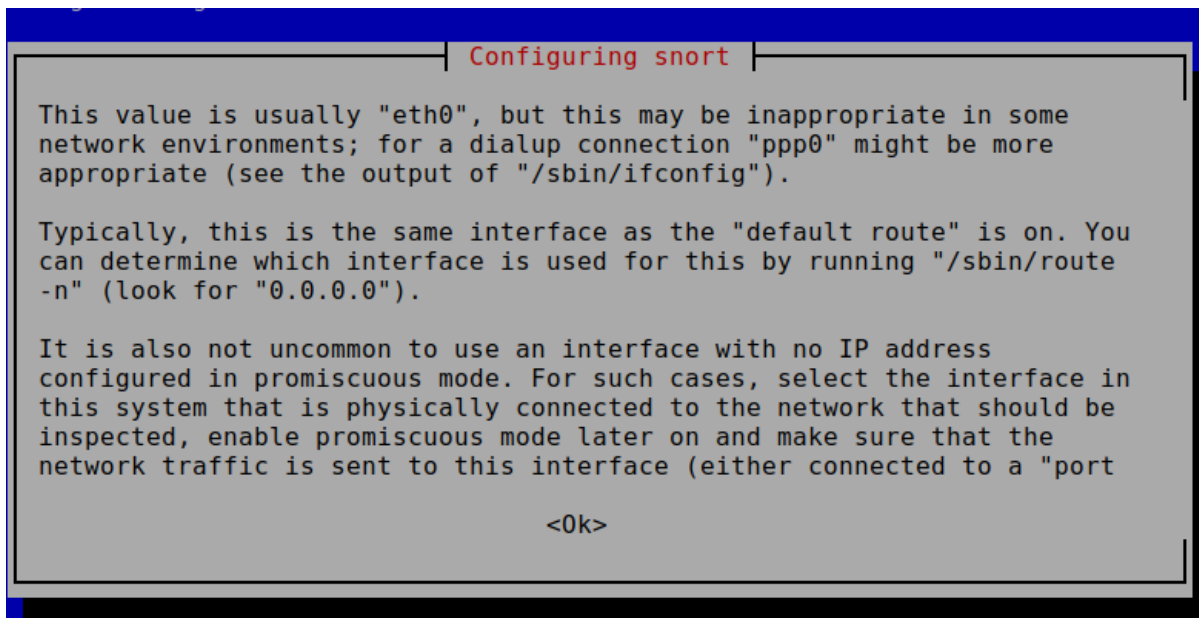 Configuring snort
This value is usually "eth0", but this may be inappropriate in some
network environments; for a dialup connection "ppp0" might be more
appropriate (see the output of "/sbin/ifconfig").
Typically, this is the same interface as the "default route" is on. You
can determine which interface is used for this by running "/sbin/route
-n" (look for "0.0.0.0").
It is also not uncommon to use an interface with no IP address
configured in promiscuous mode. For such cases, select the interface in
this system that is physically connected to the network that should be
inspected, enable promiscuous mode later on and make sure that the
network traffic is sent to this interface (either connected to a "port
<Ok>